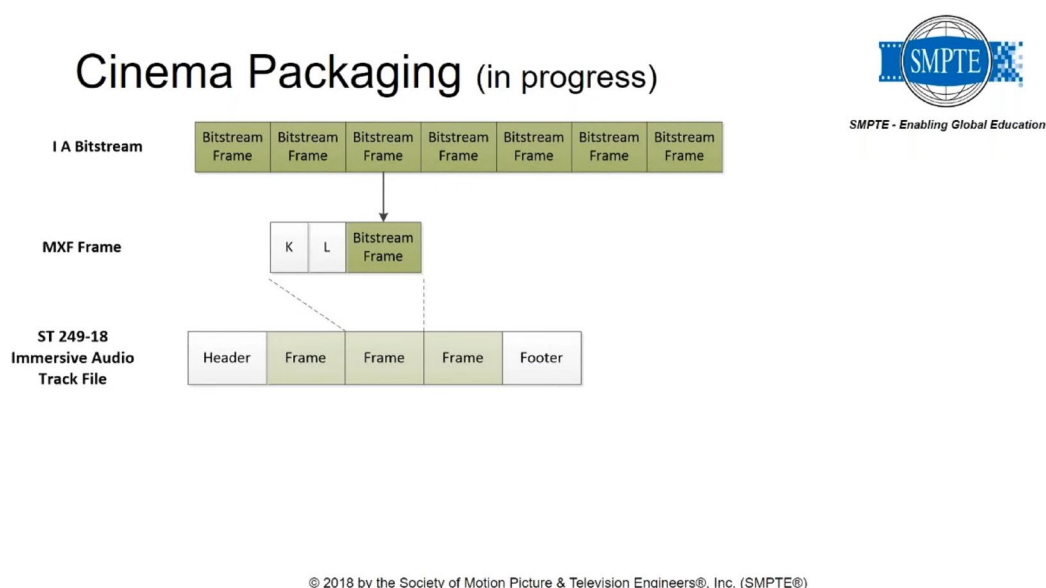 Cinema Packaging (in progress)
SMPTE
SMPTE - Enabling Global Education
I A Bitstream
Bitstream Frame
Bitstream Frame
Bitstream Frame
Bitstream Frame
Bitstream Frame
Bitstream Frame
Bitstream Frame
MXF Frame
K
L
Bitstream Frame
ST 249-18
Immersive Audio
Track File
Header
Frame
Frame
Frame
Footer
© 2018 by the Society of Motion Picture & Television Engineers®, Inc. (SMPTE®)